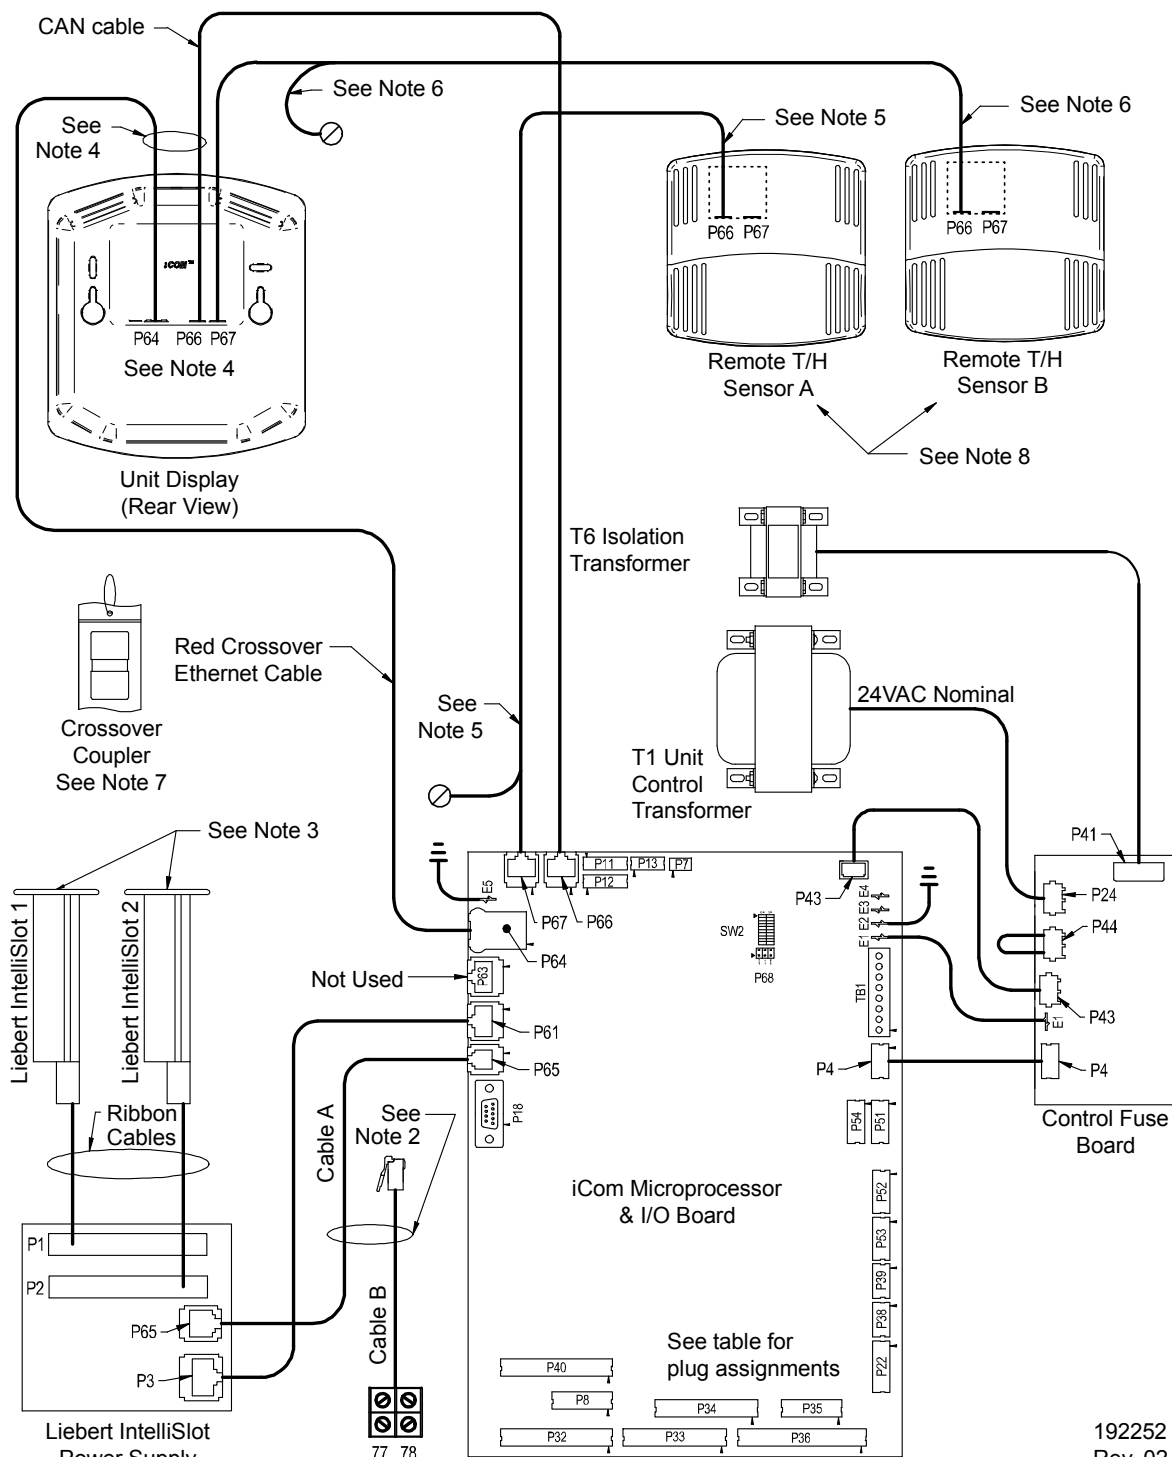 CAN cable
See Note 6
See
Note 4
See Note 5
See Note 6
iCOM™
P64 P66 P67
See Note 4
P66 P67
P66 P67
Remote T/H
Sensor A
Remote T/H
Sensor B
See Note 8
Unit Display
(Rear View)
T6 Isolation
Transformer
Red Crossover
Ethernet Cable
24VAC Nominal
See
Note 5
Crossover
Coupler
See Note 7
T1 Unit
Control
Transformer
See Note 3
P41
P11
P13
P7
P12
P43
P24
E5
E4
E3
E2
E1
P67
P66
P44
SW2
P64
P68
Liebert IntelliSlot 1
Liebert IntelliSlot 2
Not Used
P63
TB1
P43
E1
P61
P65
P4
P4
P18
Ribbon
Cables
Cable A
See
Note 2
P54
P51
Control Fuse
Board
iCom Microprocessor
& I/O Board
P52
P53
P1
P2
P39
P65
Cable B
P38
See table for
plug assignments
P22
P3
P40
P8
P34
P35
Liebert IntelliSlot
Power Supply
77 78
P32
P33
P36
192252
Rev. 02